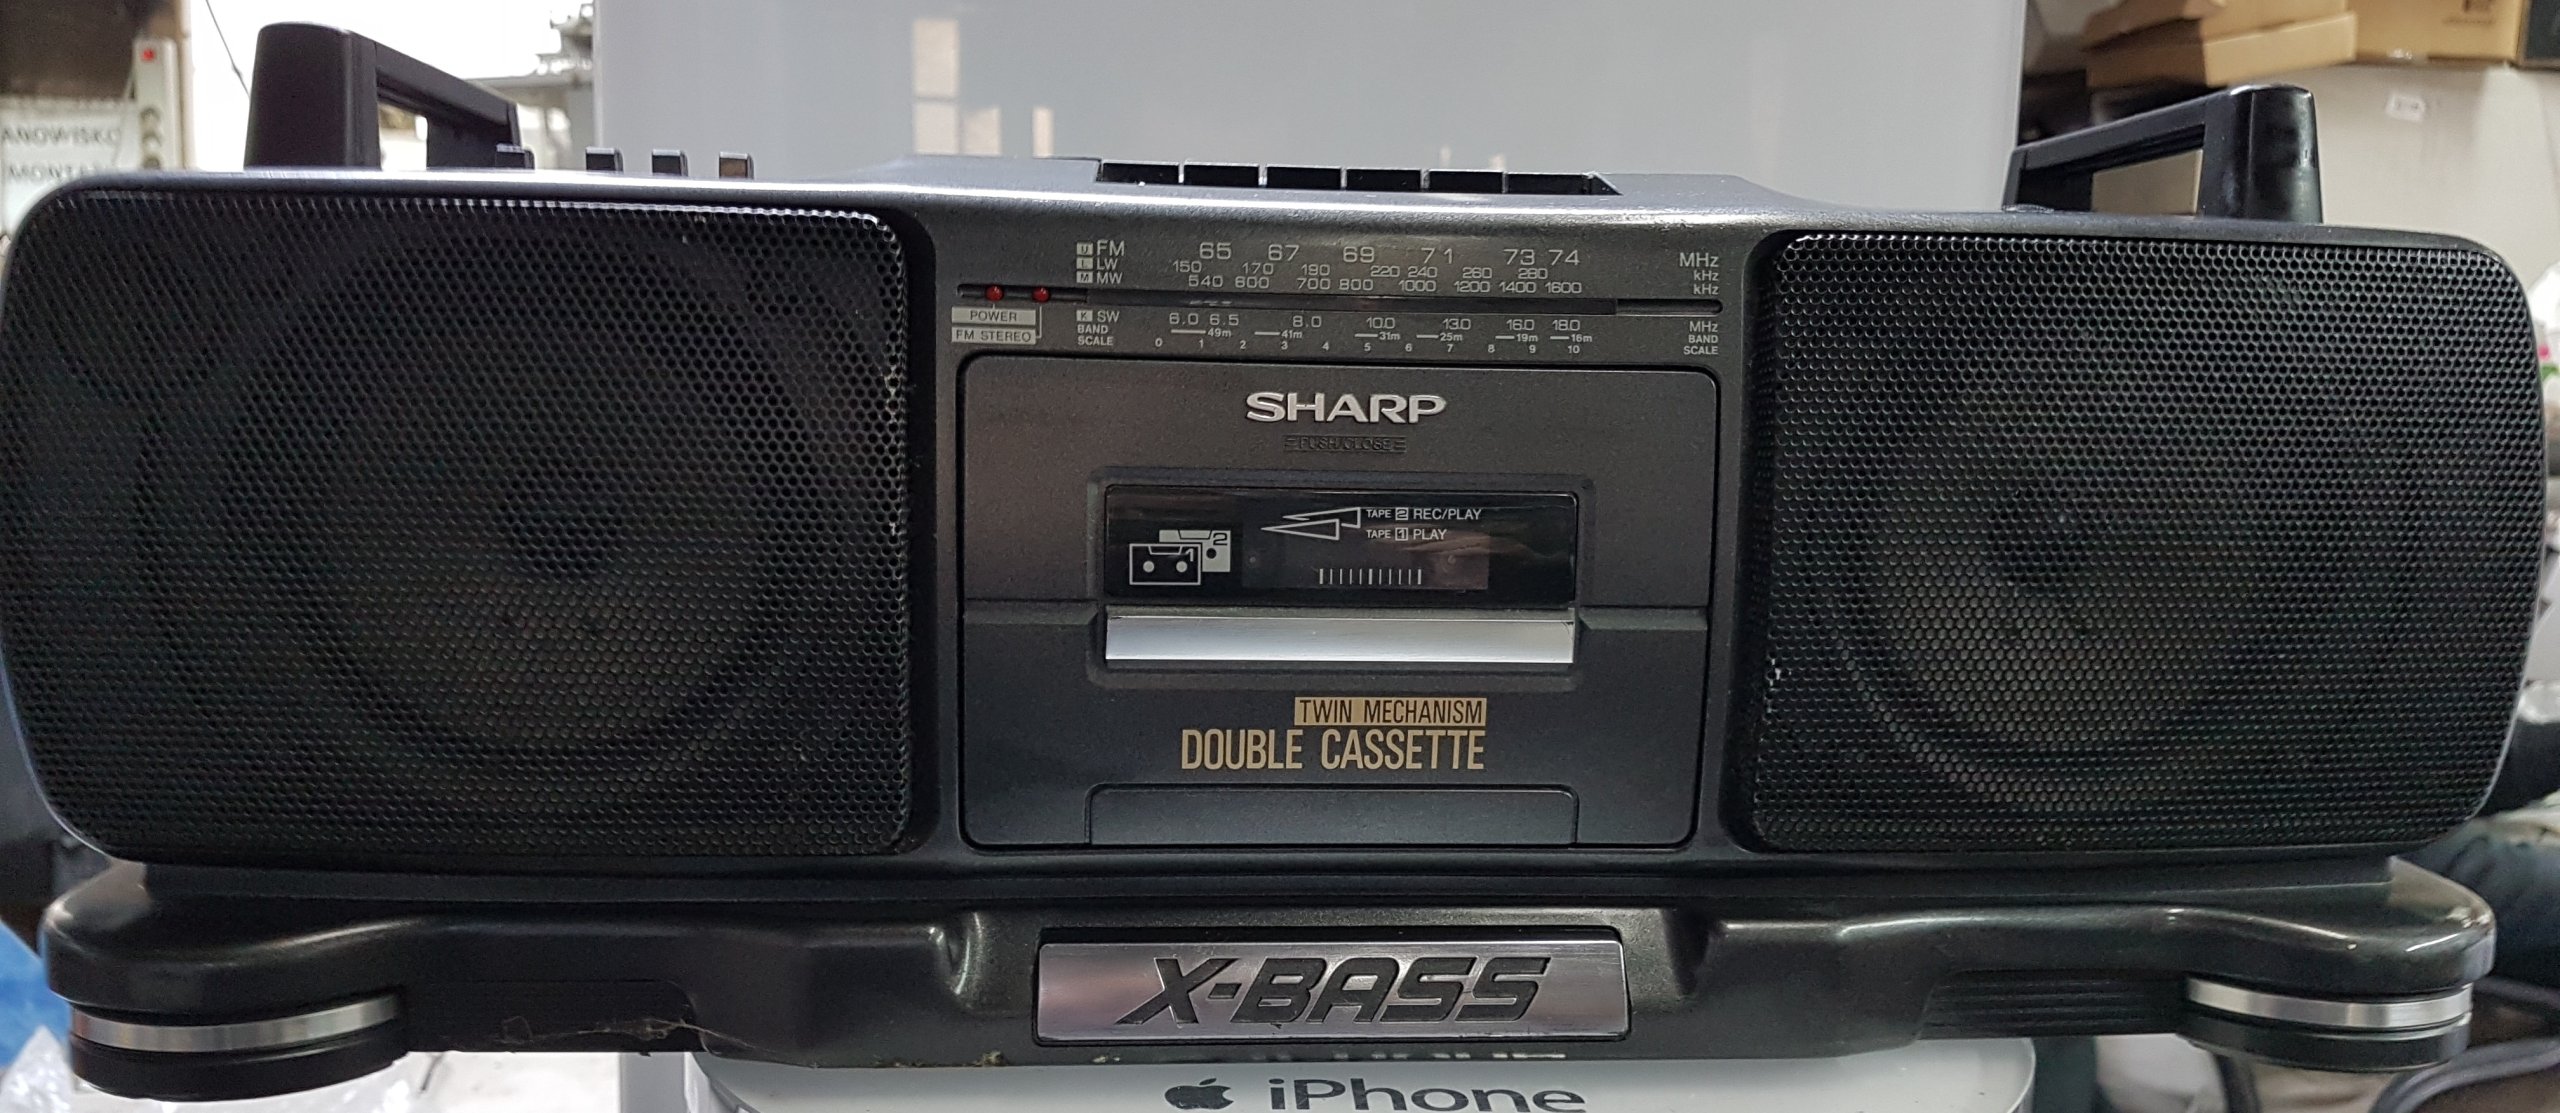 ANOWISKO
MONTAŻ
U FM 65 67 69 71 73 74 MHz
L LW 150 170 190 220 240 260 280 kHz
M MW 540 600 700 800 1000 1200 1400 1600 kHz
POWER
FM STEREO
K SW 6.0 6.5 8.0 10.0 13.0 16.0 18.0 MHz
BAND 49m 41m 31m 25m 19m 16m BAND
SCALE 0 1 2 3 4 5 6 7 8 9 10 SCALE
SHARP
PUSH/CLOSE
TAPE 2 REC/PLAY
TAPE 1 PLAY
2
1
TWIN MECHANISM
DOUBLE CASSETTE
X-BASS
iPhone